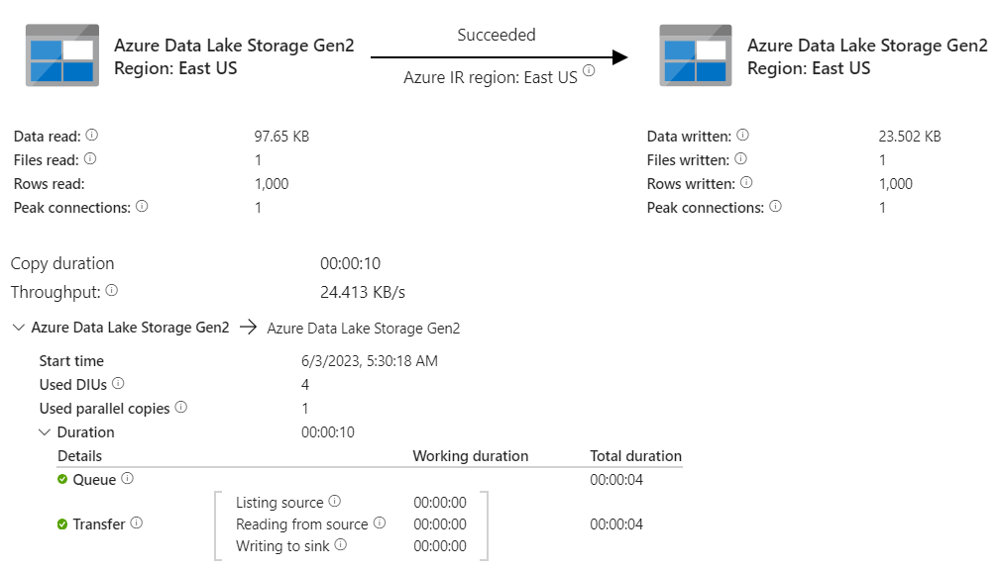 Azure Data Lake Storage Gen2
Region: East US
Succeeded
Azure IR region: East US
Azure Data Lake Storage Gen2
Region: East US
Data read: 97.65 KB
Files read: 1
Rows read: 1,000
Peak connections: 1
Data written: 23.502 KB
Files written: 1
Rows written: 1,000
Peak connections: 1
Copy duration 00:00:10
Throughput: 24.413 KB/s
Azure Data Lake Storage Gen2 → Azure Data Lake Storage Gen2
Start time 6/3/2023, 5:30:18 AM
Used DIUs 4
Used parallel copies 1
Duration 00:00:10
Details Working duration Total duration
Queue 00:00:04
Listing source 00:00:00
Transfer Reading from source 00:00:00 00:00:04
Writing to sink 00:00:00